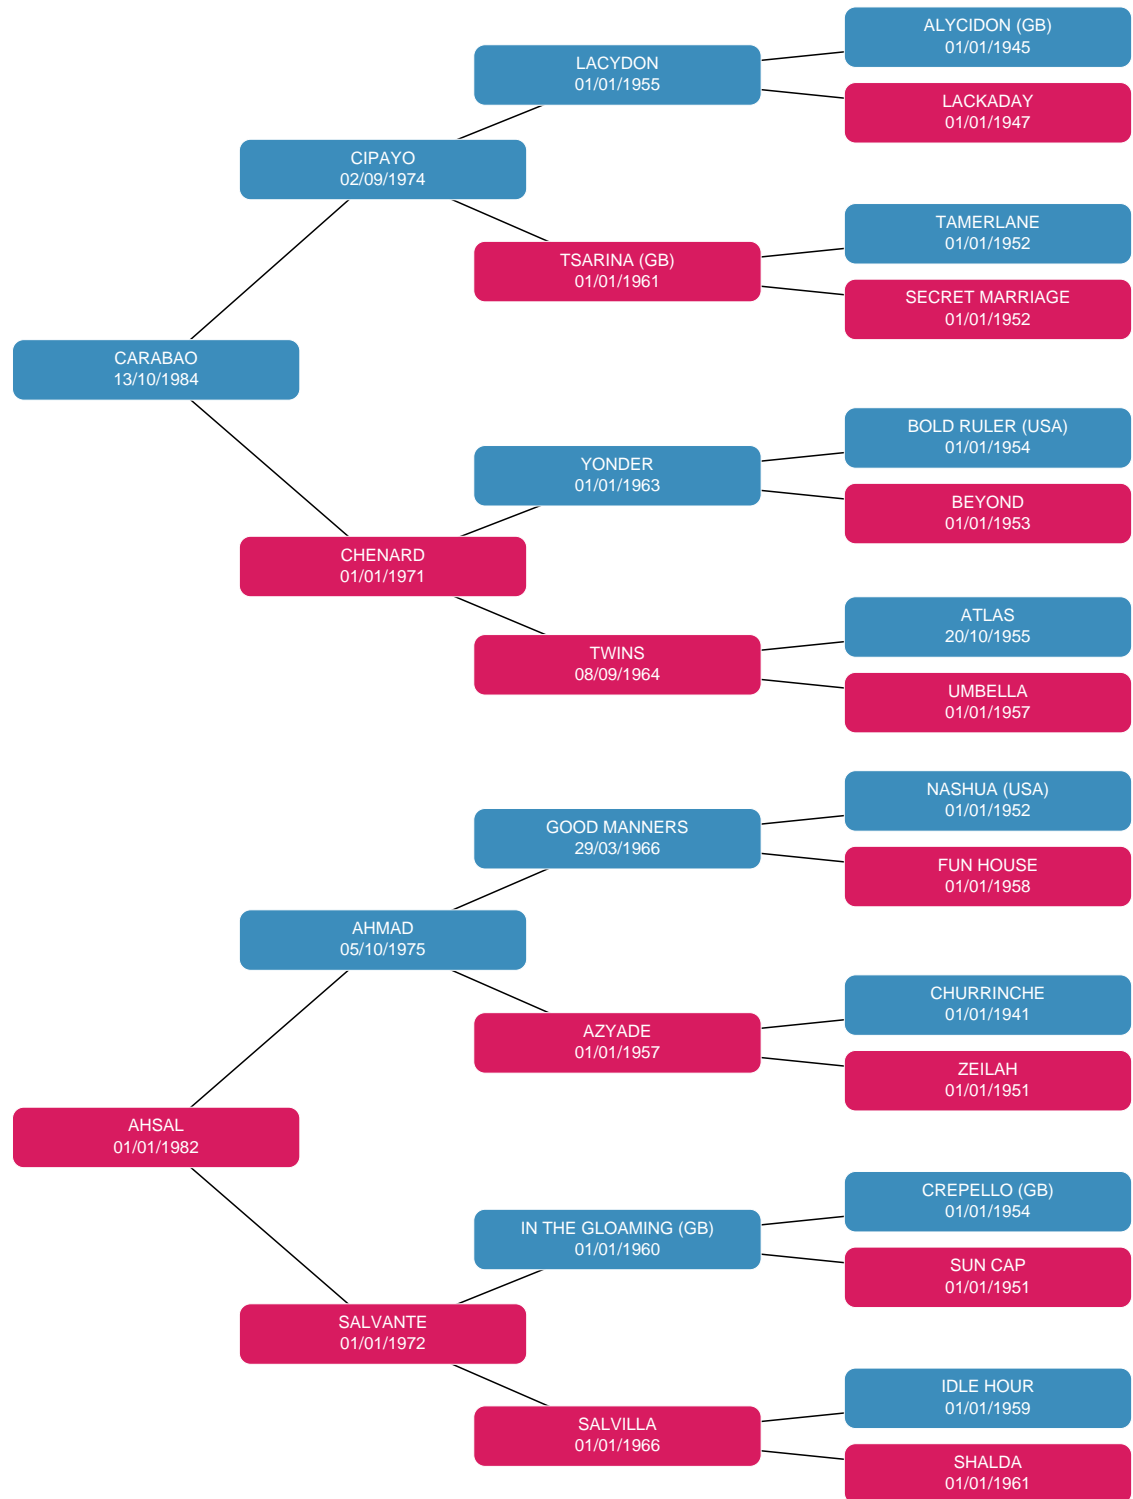 ALYCIDON (GB)
01/01/1945
LACYDON
01/01/1955
LACKADAY
01/01/1947
CIPAYO
02/09/1974
TAMERLANE
01/01/1952
TSARINA (GB)
01/01/1961
SECRET MARRIAGE
01/01/1952
CARABAO
13/10/1984
BOLD RULER (USA)
01/01/1954
YONDER
01/01/1963
BEYOND
01/01/1953
CHENARD
01/01/1971
ATLAS
20/10/1955
TWINS
08/09/1964
UMBELLA
01/01/1957
NASHUA (USA)
01/01/1952
GOOD MANNERS
29/03/1966
FUN HOUSE
01/01/1958
AHMAD
05/10/1975
CHURRINCHE
01/01/1941
AZYADE
01/01/1957
ZEILAH
01/01/1951
AHSAL
01/01/1982
CREPELLO (GB)
01/01/1954
IN THE GLOAMING (GB)
01/01/1960
SUN CAP
01/01/1951
SALVANTE
01/01/1972
IDLE HOUR
01/01/1959
SALVILLA
01/01/1966
SHALDA
01/01/1961